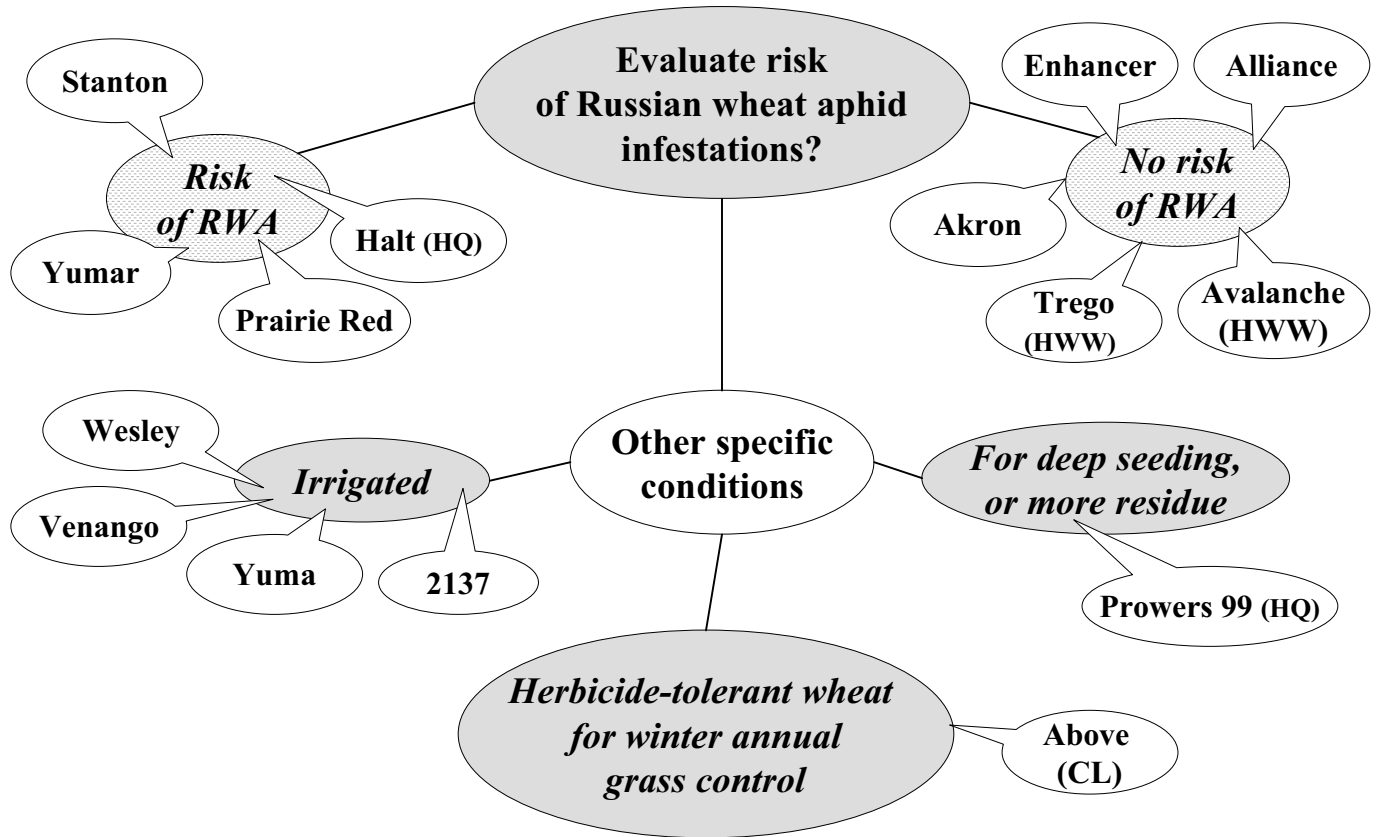 Evaluate risk
of Russian wheat aphid
infestations?
Stanton
Risk
of RWA
Halt (HQ)
Yumar
Prairie Red
Enhancer
Alliance
No risk
of RWA
Akron
Trego
(HWW)
Avalanche
(HWW)
Other specific
conditions
Wesley
Irrigated
Venango
Yuma
2137
For deep seeding,
or more residue
Prowers 99 (HQ)
Herbicide-tolerant wheat
for winter annual
grass control
Above
(CL)